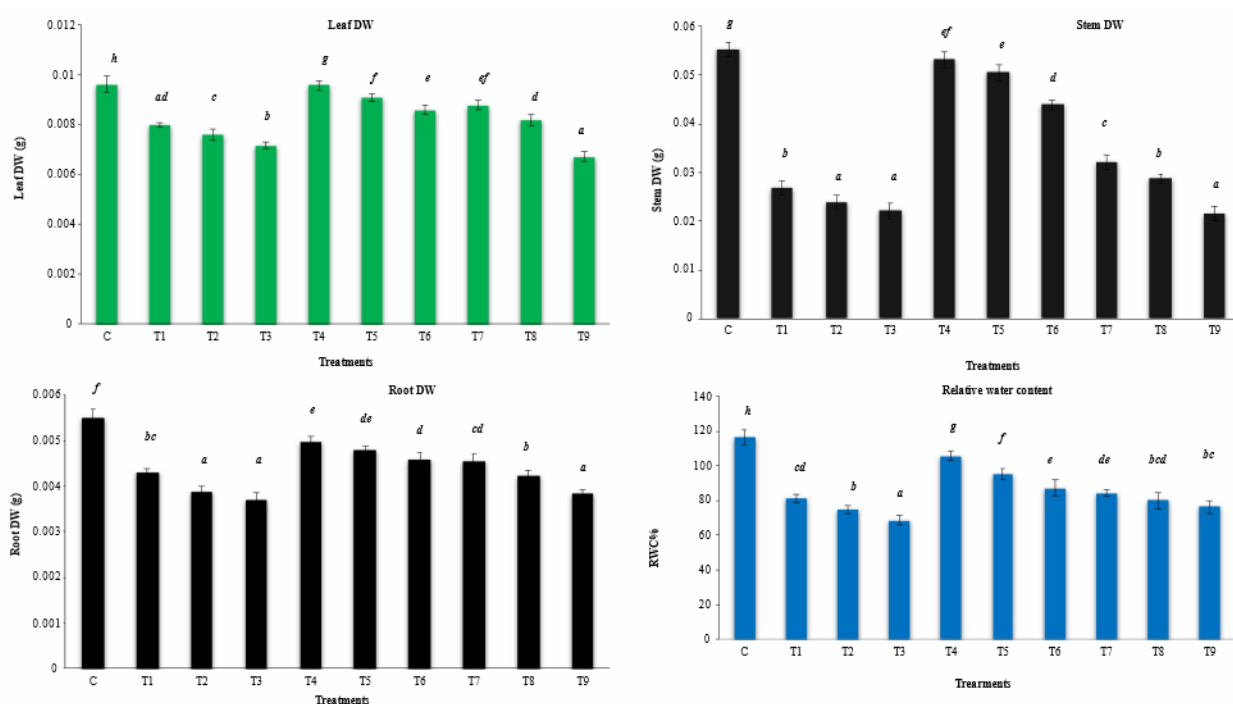 Leaf DW
0.012
0.01
0.008
0.006
0.004
0.002
0
Leaf DW (g)
h
ad
c
b
g
f
e
ef
d
a
C T1 T2 T3 T4 T5 T6 T7 T8 T9
Treatments
Stem DW
0.06
0.05
0.04
0.03
0.02
0.01
0
Stem DW (g)
g
b
a
a
ef
e
d
c
b
a
C T1 T2 T3 T4 T5 T6 T7 T8 T9
Treatments
Root DW
0.006
0.005
0.004
0.003
0.002
0.001
0
Root DW (g)
f
bc
a
a
e
de
d
cd
b
a
C T1 T2 T3 T4 T5 T6 T7 T8 T9
Treatments
Relative water content
140
120
100
80
60
40
20
0
RWC%
h
cd
b
a
g
f
e
de
bcd
bc
C T1 T2 T3 T4 T5 T6 T7 T8 T9
Trearments